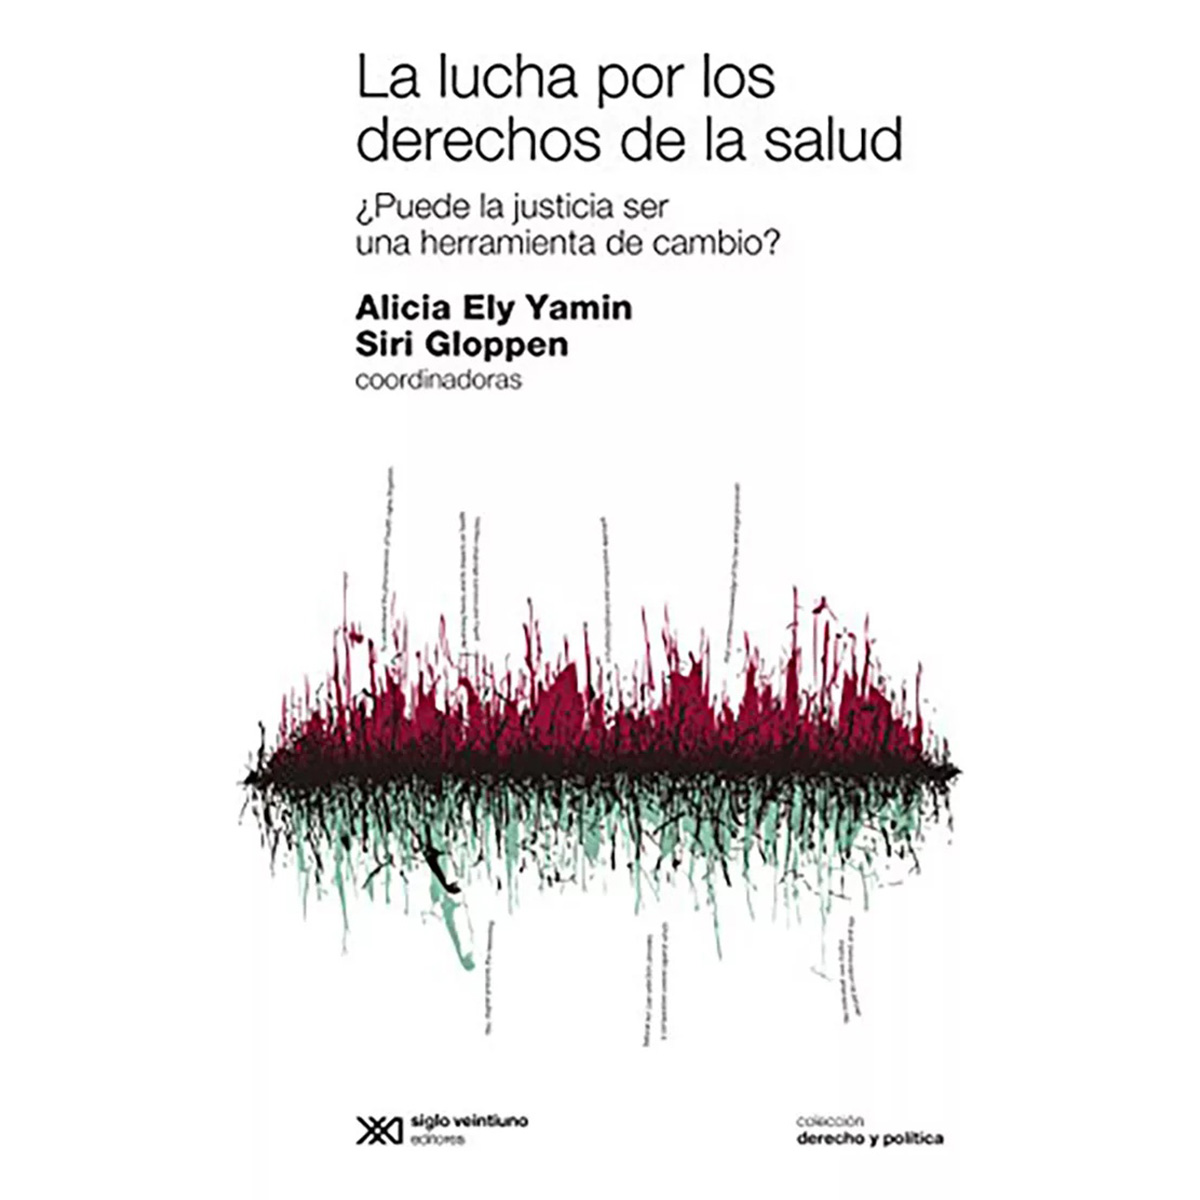 La lucha por los
derechos de la salud
¿Puede la justicia ser
una herramienta de cambio?
Alicia Ely Yamin
Siri Gloppen
coordinadoras
siglo veintiuno
editores
colección
derecho y política